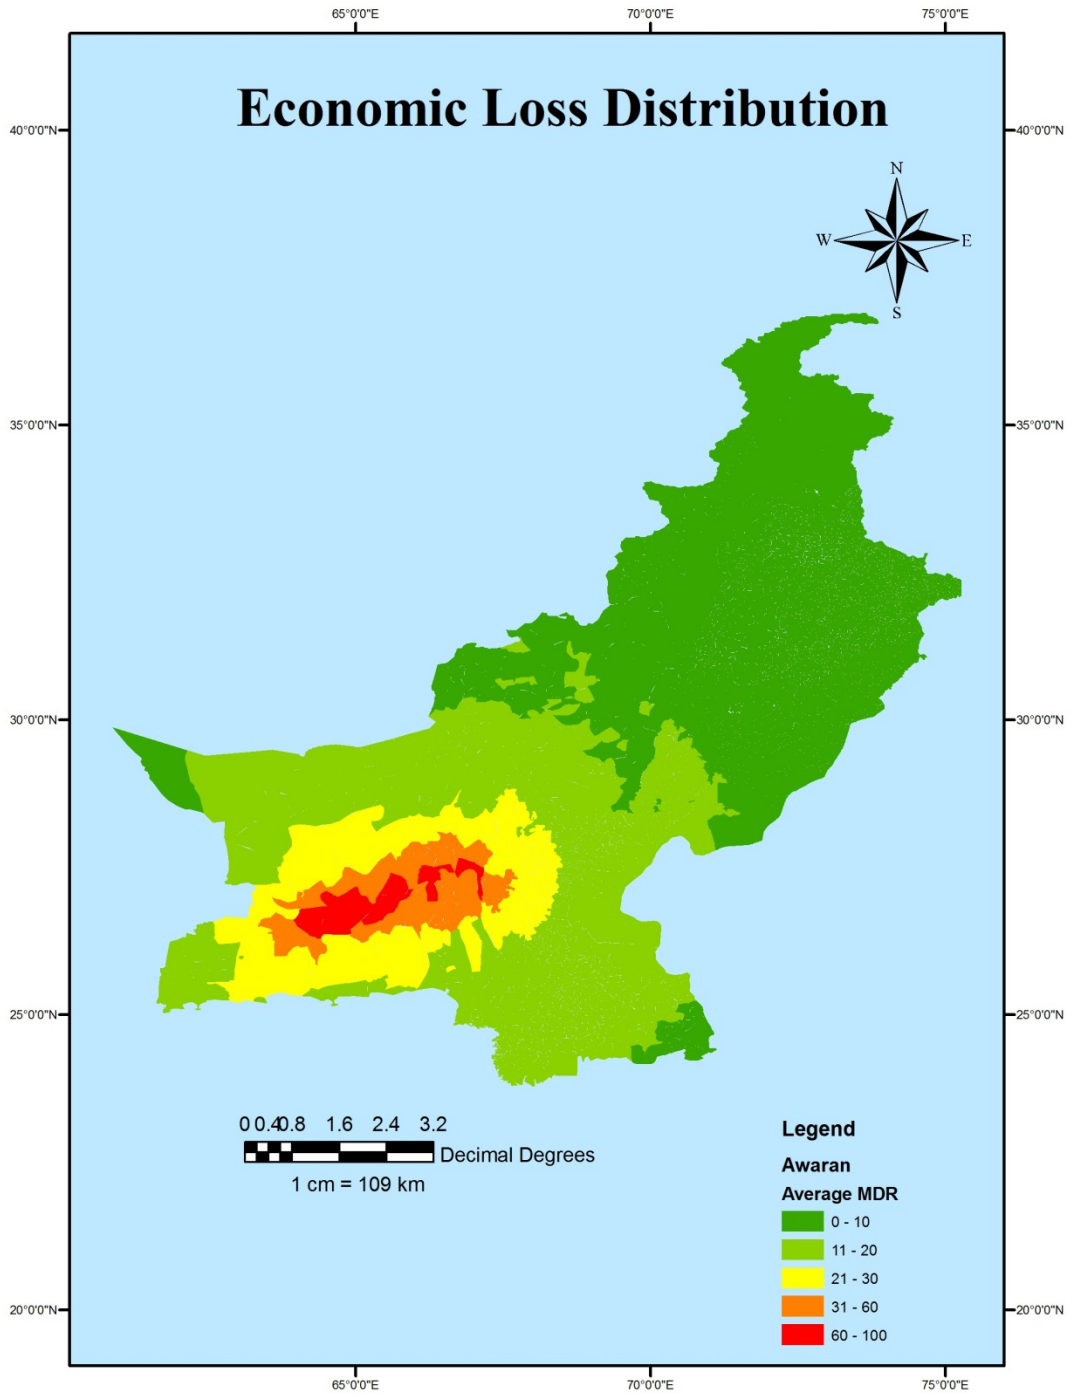 65°0'0"E 70°0'0"E 75°0'0"E
Economic Loss Distribution
40°0'0"N 40°0'0"N
N
W E
S
35°0'0"N 35°0'0"N
30°0'0"N 30°0'0"N
25°0'0"N 25°0'0"N
0 0.4 0.8 1.6 2.4 3.2
Decimal Degrees
1 cm = 109 km
Legend
Awaran
Average MDR
0 - 10
11 - 20
21 - 30
31 - 60
60 - 100
20°0'0"N 20°0'0"N
65°0'0"E 70°0'0"E 75°0'0"E